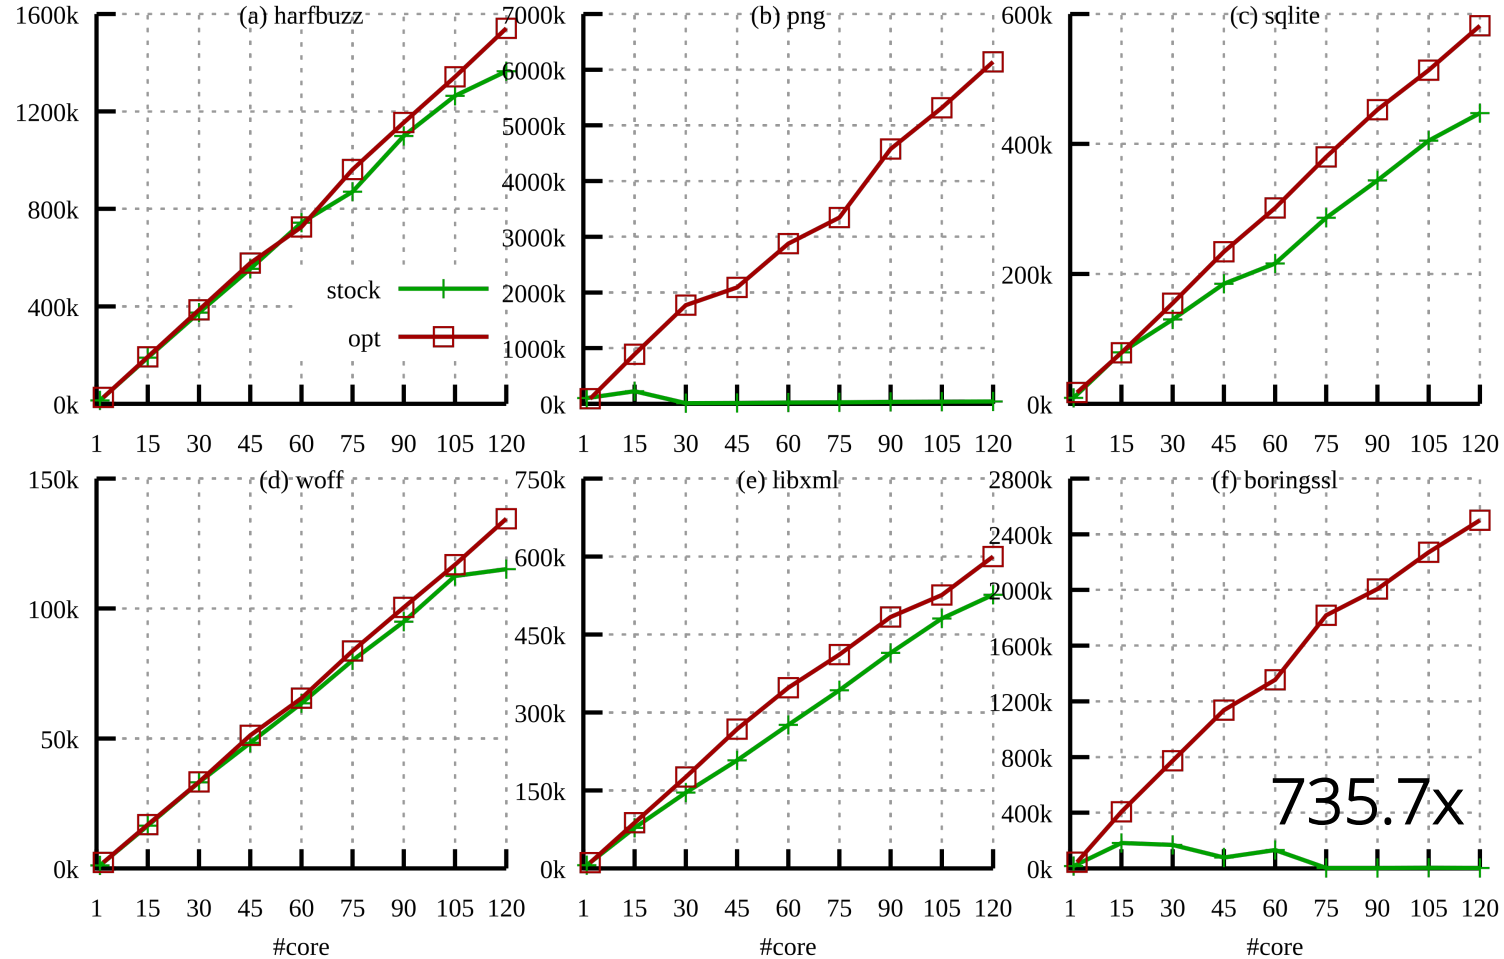 (a) harfbuzz
1600k
1200k
800k
400k
0k
stock
opt
1 15 30 45 60 75 90 105 120
(b) png
7000k
6000k
5000k
4000k
3000k
2000k
1000k
0k
1 15 30 45 60 75 90 105 120
(c) sqlite
600k
400k
200k
0k
1 15 30 45 60 75 90 105 120
(d) woff
150k
100k
50k
0k
1 15 30 45 60 75 90 105 120
#core
(e) libxml
750k
600k
450k
300k
150k
0k
1 15 30 45 60 75 90 105 120
#core
(f) boringssl
2800k
2400k
2000k
1600k
1200k
800k
400k
0k
735.7x
1 15 30 45 60 75 90 105 120
#core